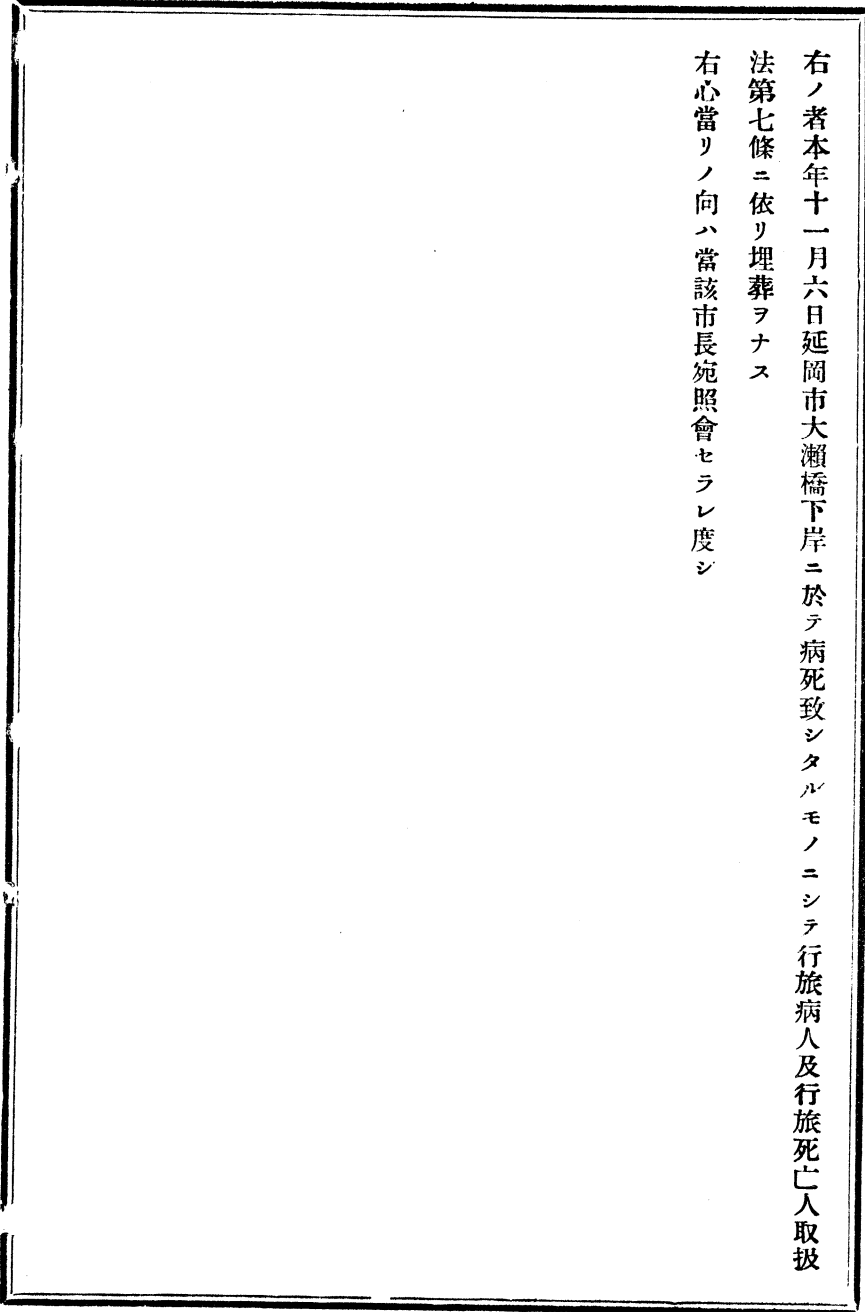 右ノ者本年十一月六日延岡市大瀨橋下岸ニ於テ病死致シタルモノニシテ行旅病人及行旅死亡人取扱
法第七條ニ依リ埋葬ヲナス
右心當リノ向ハ當該市長宛照會セラレ度シ